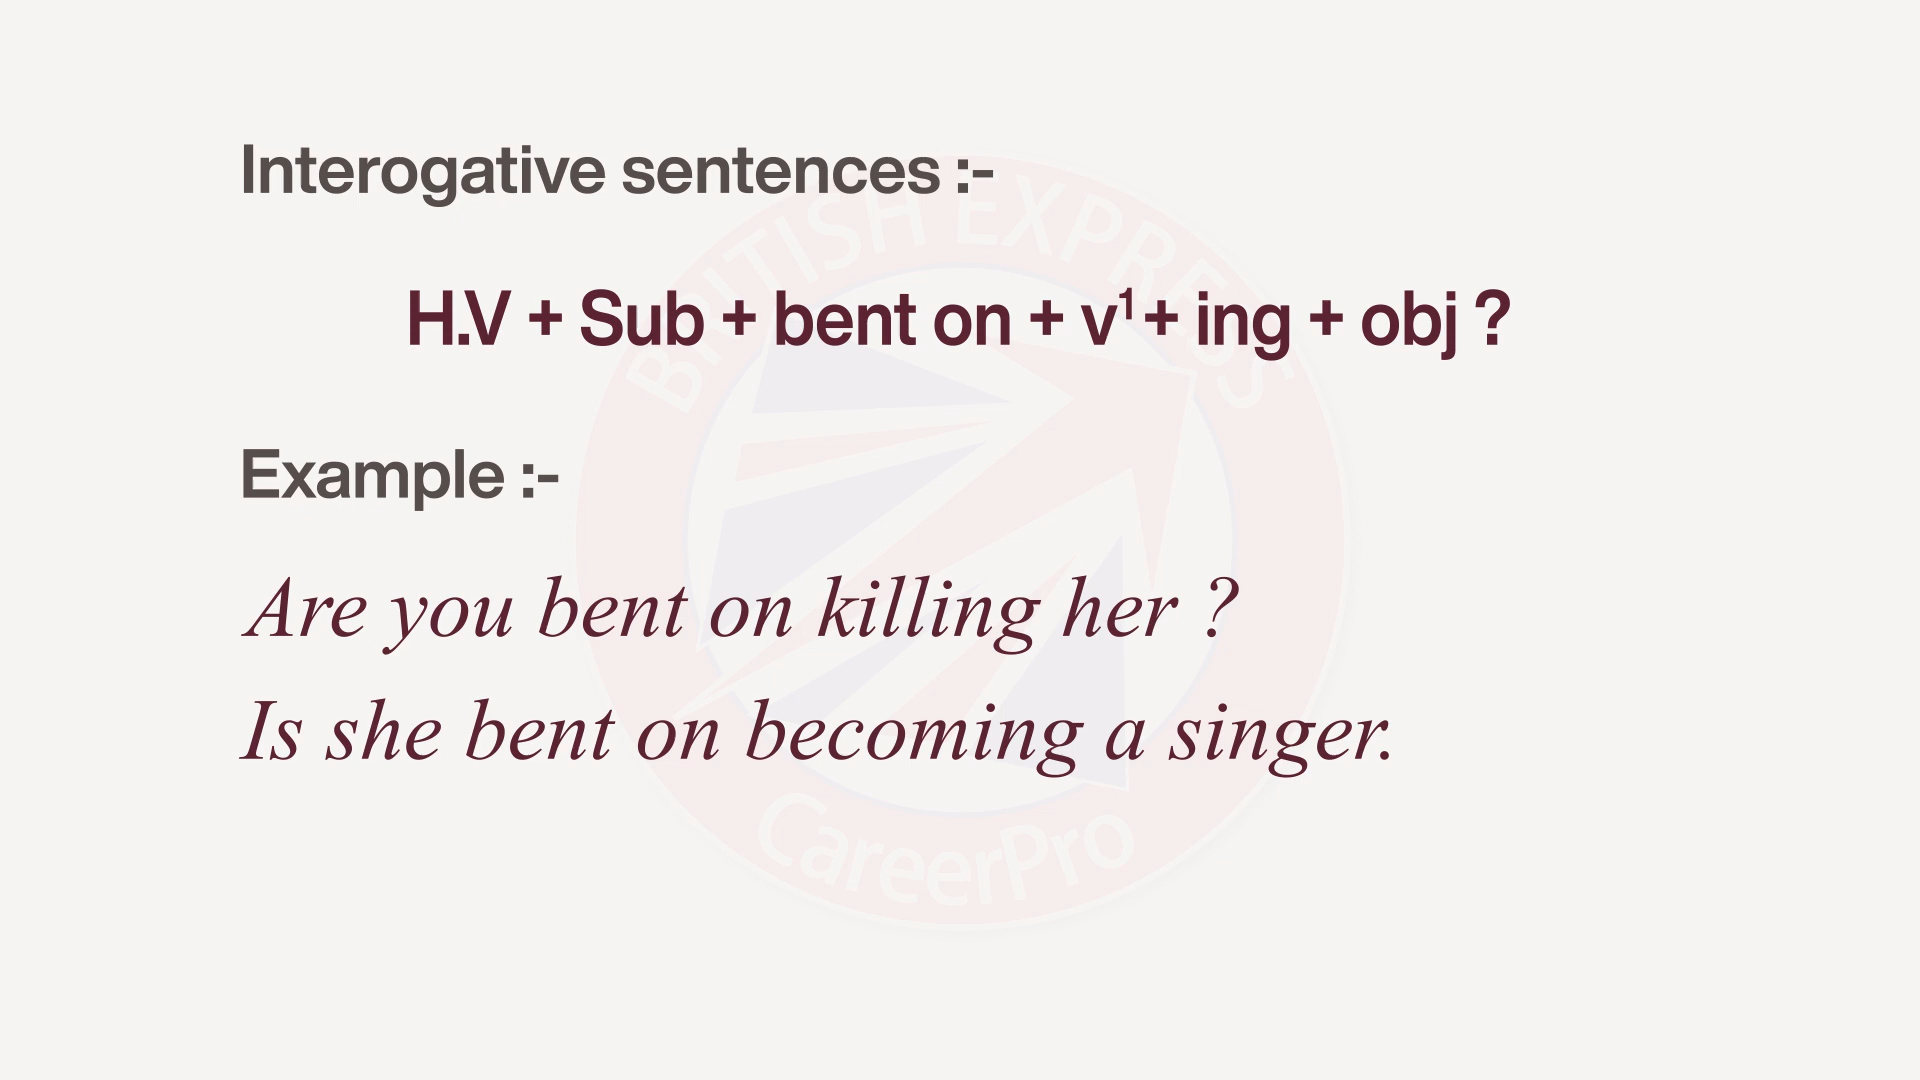 Interogative sentences :-
BRITISH EXPRESS
H.V + Sub + bent on + v¹+ ing + obj ?
Example :-
Are you bent on killing her ?
Is she bent on becoming a singer.
CareerPro